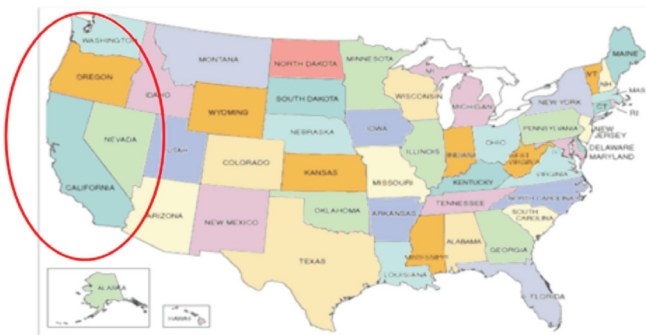 WASHINGTON
MONTANA
NORTH DAKOTA
MINNESOTA
MAINE
OREGON
IDAHO
WYOMING
SOUTH DAKOTA
WISCONSIN
MI
MICHIGAN
VT
NH
MAS
NEW YORK
CT
RI
NEVADA
UTAH
NEBRASKA
IOWA
ILLINOIS
INDIANA
OHIO
PENNSYLVANIA
NEW
JERSEY
DELAWARE
MARYLAND
CALIFORNIA
COLORADO
KANSAS
MISSOURI
KENTUCKY
WEST
VIRGINIA
VIRGINIA
ARIZONA
NEW MEXICO
OKLAHOMA
ARKANSAS
TENNESSEE
NORTH CAROLINA
SOUTH
CAROLINA
TEXAS
LOUISIANA
MISSISSIPPI
ALABAMA
GEORGIA
FLORIDA
ALASKA
HAWAII